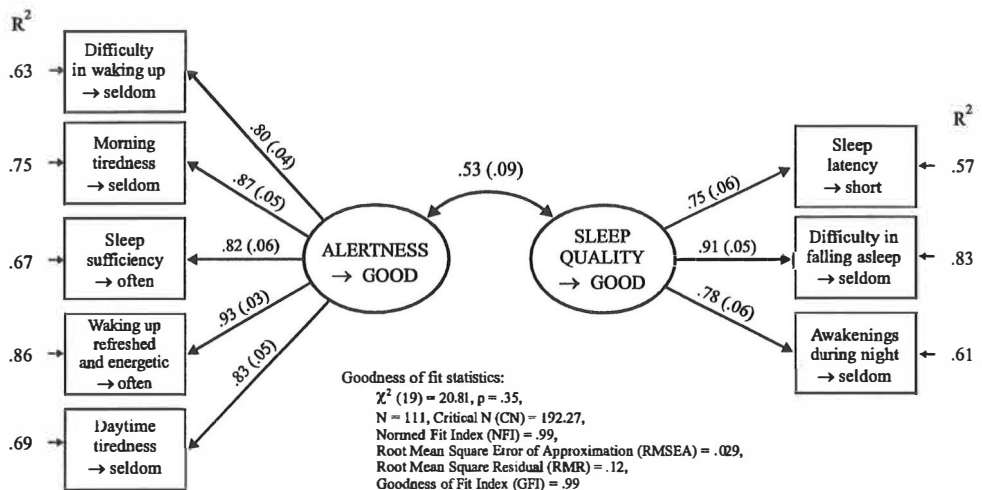 R²
.63
Difficulty
in waking up
→ seldom
.75
Morning
tiredness
→ seldom
.67
Sleep
sufficiency
→ often
.86
Waking up
refreshed
and energetic
→ often
.69
Daytime
tiredness
→ seldom
.80 (.04)
.87 (.05)
.82 (.06)
.93 (.03)
.83 (.05)
ALERTNESS
→ GOOD
.53 (.09)
SLEEP
QUALITY
→ GOOD
.75 (.06)
.91 (.05)
.78 (.06)
R²
Sleep
latency
→ short
.57
Difficulty in
falling asleep
→ seldom
.83
Awakenings
during night
→ seldom
.61
Goodness of fit statistics:
χ² (19) = 20.81, p = .35,
N = 111, Critical N (CN) = 192.27,
Normed Fit Index (NFI) = .99,
Root Mean Square Error of Approximation (RMSEA) = .029,
Root Mean Square Residual (RMR) = .12,
Goodness of Fit Index (GFI) = .99